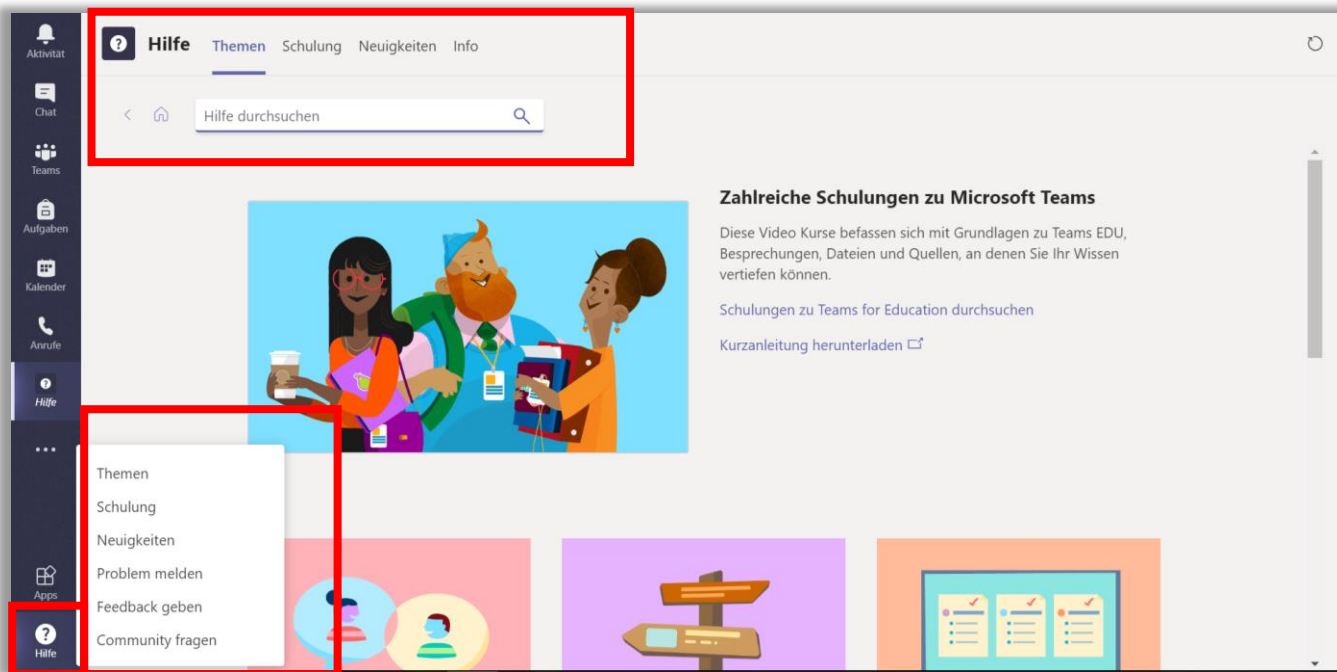 Aktivität
Chat
Teams
Aufgaben
Kalender
Anrufe
Hilfe
Apps
Hilfe
Hilfe Themen Schulung Neuigkeiten Info
Hilfe durchsuchen
Zahlreiche Schulungen zu Microsoft Teams
Diese Video Kurse befassen sich mit Grundlagen zu Teams EDU,
Besprechungen, Dateien und Quellen, an denen Sie Ihr Wissen
vertiefen können.
Schulungen zu Teams for Education durchsuchen
Kurzanleitung herunterladen
Themen
Schulung
Neuigkeiten
Problem melden
Feedback geben
Community fragen